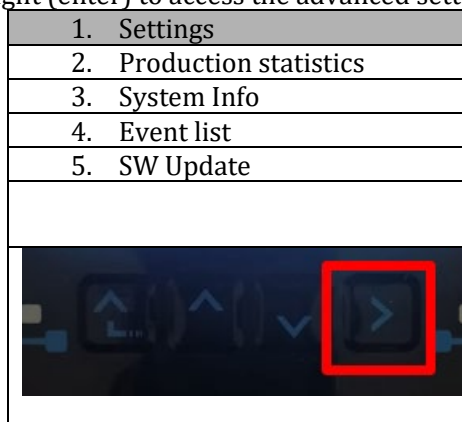 ght (enter) to access the advanced sett
1. Settings
2. Production statistics
3. System Info
4. Event list
5. SW Update